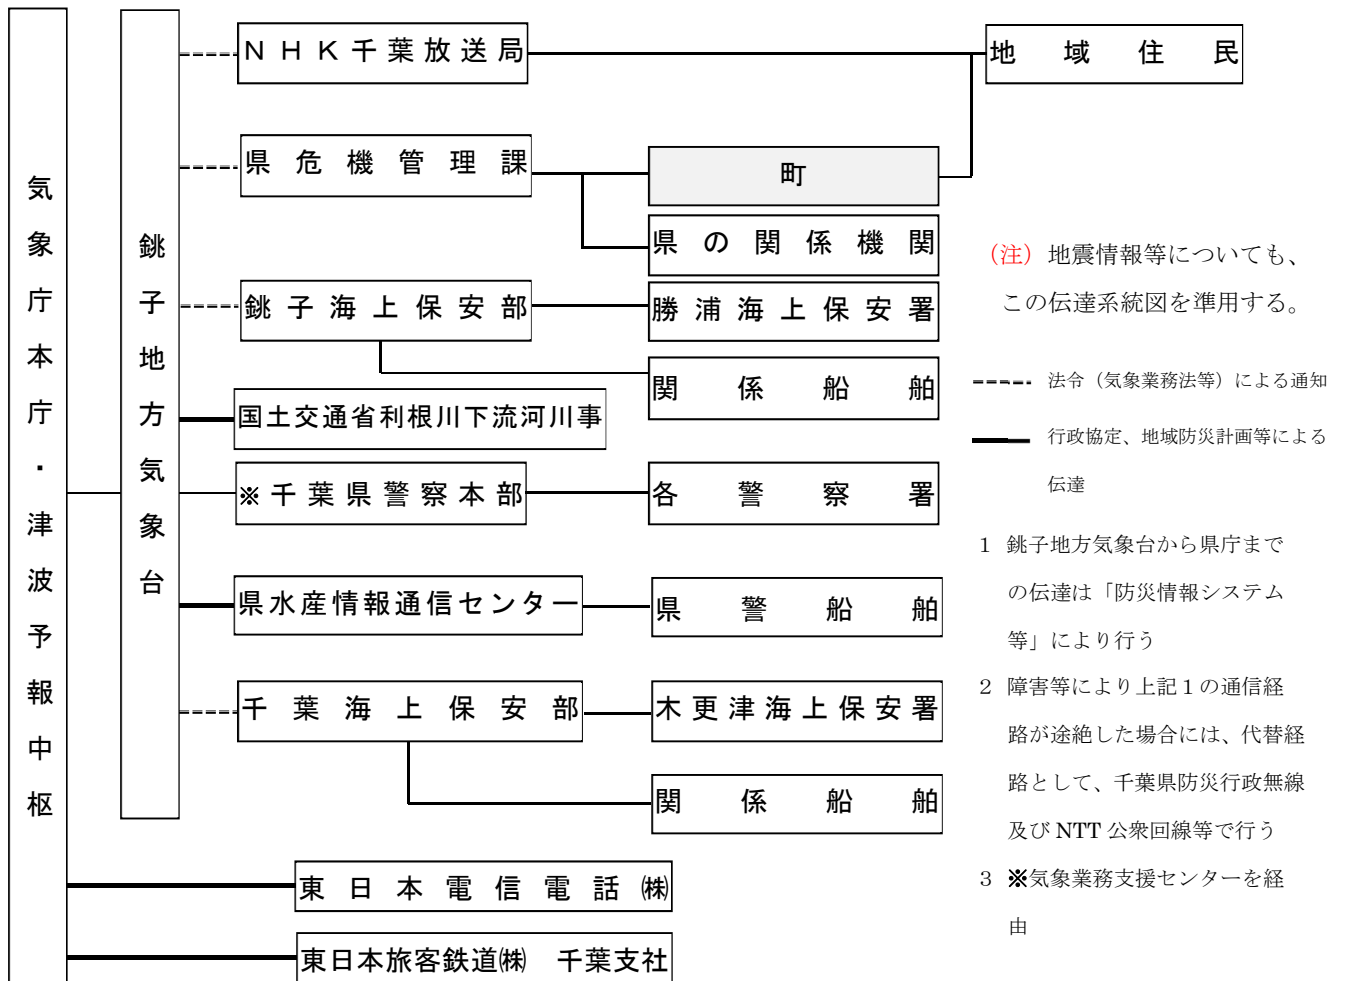 気象庁本庁・津波予報中枢
銚子地方気象台
ＮＨＫ千葉放送局
地域住民
県危機管理課
町
県の関係機関
銚子海上保安部
勝浦海上保安署
関係船舶
国土交通省利根川下流河川事
※千葉県警察本部
各警察署
県水産情報通信センター
県警船舶
千葉海上保安部
木更津海上保安署
関係船舶
東日本電信電話㈱
東日本旅客鉄道㈱　千葉支社
（注）地震情報等についても、
この伝達系統図を準用する。
法令（気象業務法等）による通知
行政協定、地域防災計画等による
伝達
1 銚子地方気象台から県庁まで
の伝達は「防災情報システム
等」により行う
2 障害等により上記１の通信経
路が途絶した場合には、代替経
路として、千葉県防災行政無線
及び NTT 公衆回線等で行う
3 ※気象業務支援センターを経
由